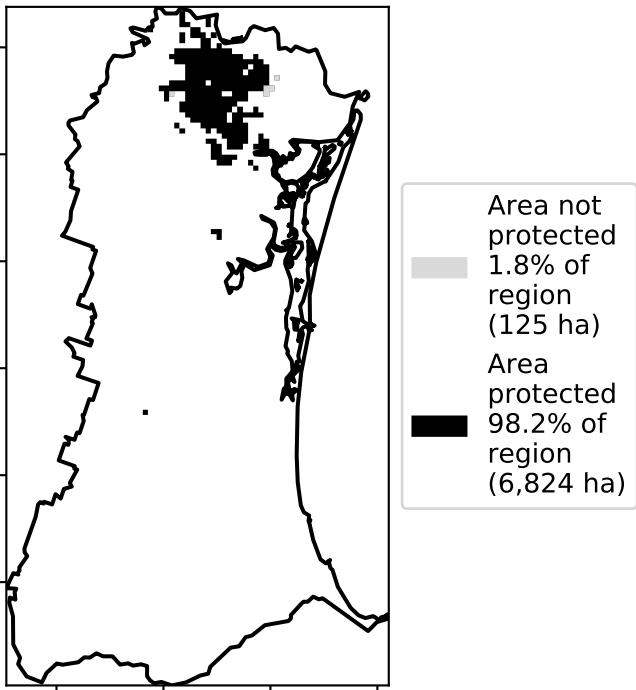 Area not
protected
1.8% of
region
(125 ha)
Area
protected
98.2% of
region
(6,824 ha)